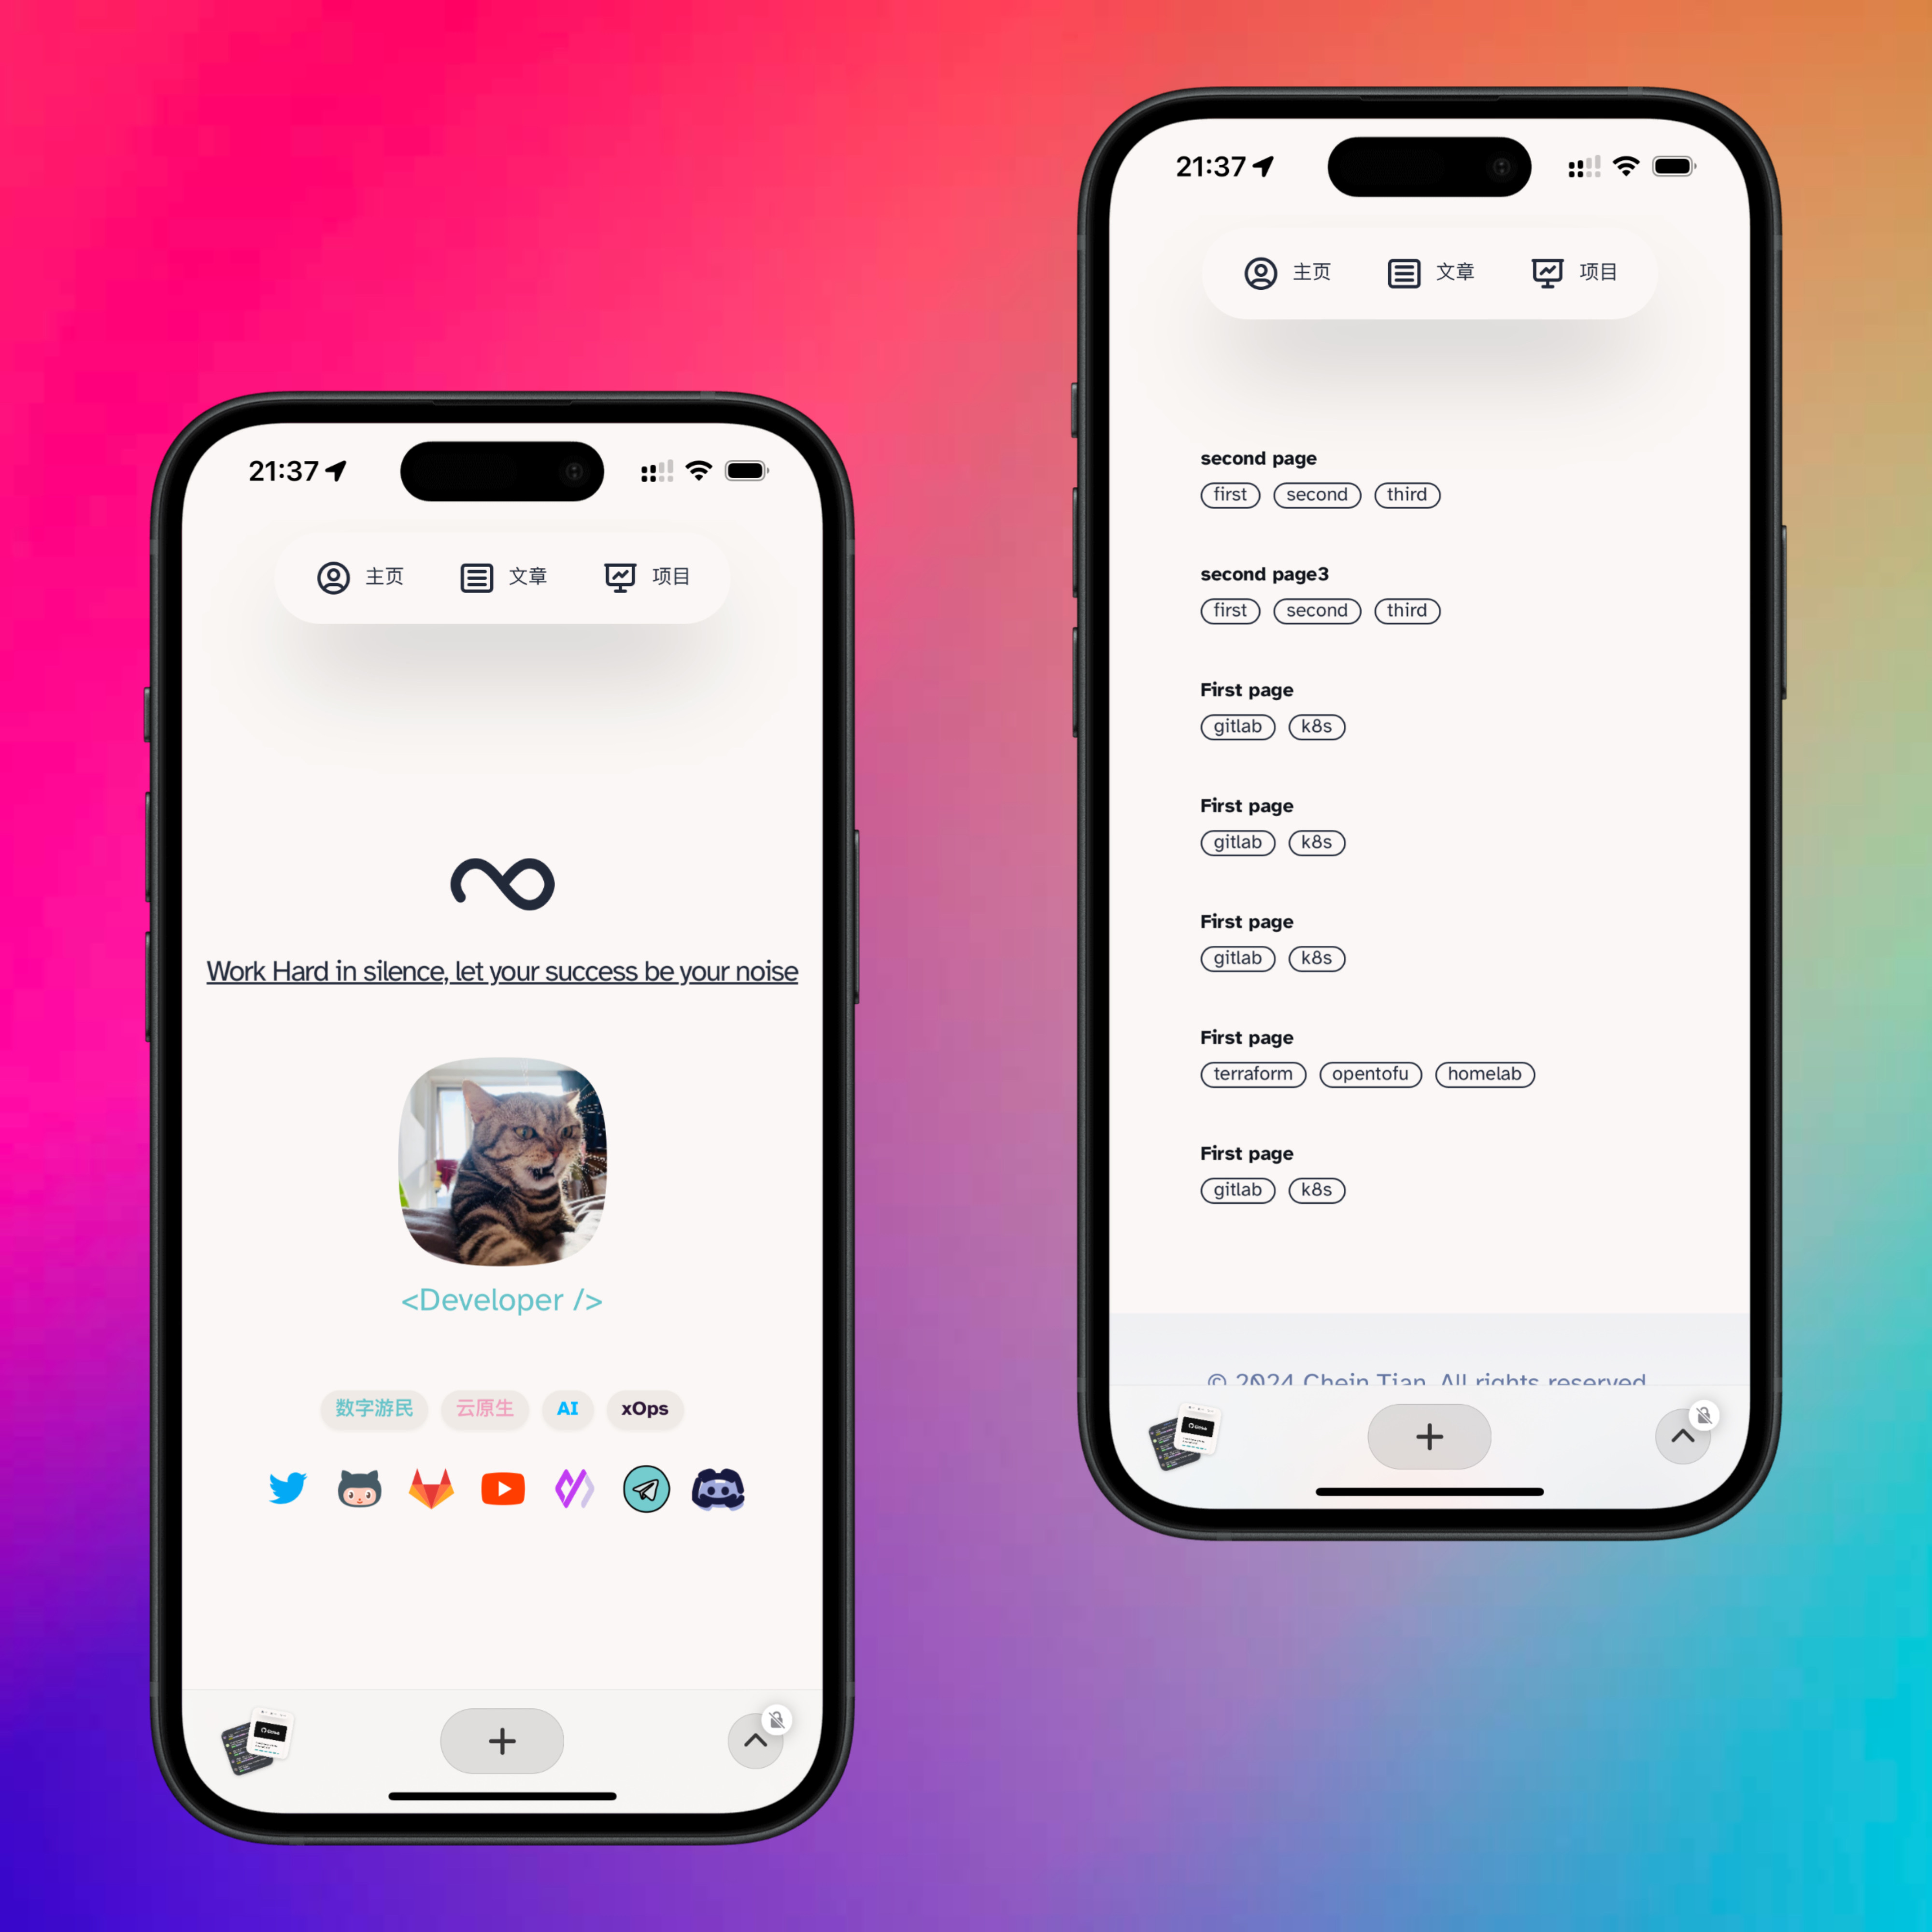 21:37
主页 文章 项目
Work Hard in silence, let your success be your noise
<Developer />
数字游民 云原生 AI xOps
21:37
主页 文章 项目
second page
first second third
second page3
first second third
First page
gitlab k8s
First page
gitlab k8s
First page
gitlab k8s
First page
terraform opentofu homelab
First page
gitlab k8s
© 2024 Chein Tian. All rights reserved